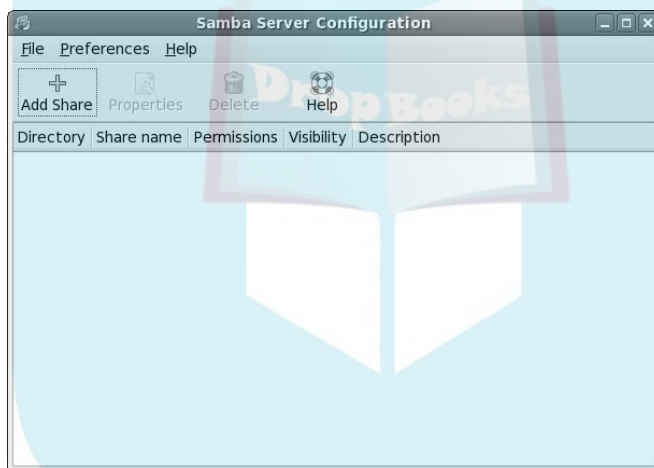 Samba Server Configuration
File Preferences Help
Add Share Properties Delete Help
Drop Books
Directory Share name Permissions Visibility Description